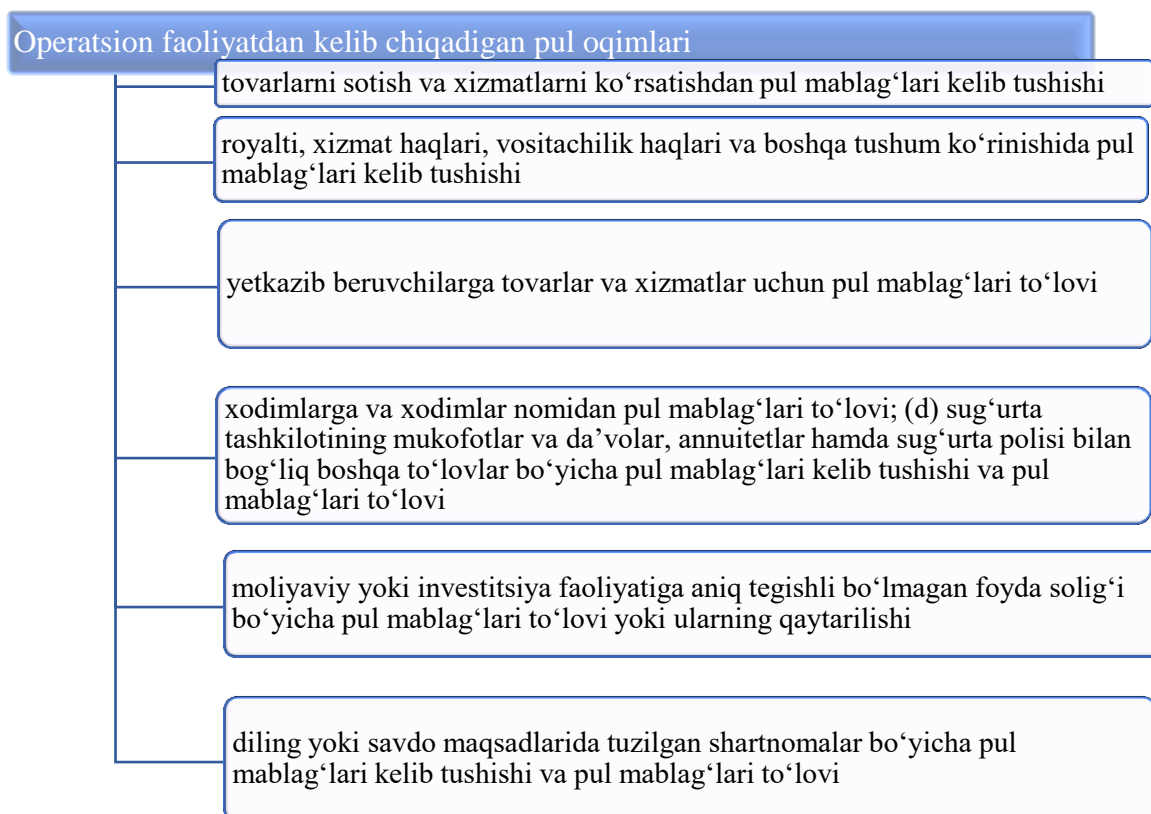 Operatsion faoliyatdan kelib chiqadigan pul oqimlari
tovarlarni sotish va xizmatlarni ko‘rsatishdan pul mablag‘lari kelib tushishi
royalti, xizmat haqlari, vositachilik haqlari va boshqa tushum ko‘rinishida pul
mablag‘lari kelib tushishi
yetkazib beruvchilarga tovarlar va xizmatlar uchun pul mablag‘lari to‘lovi
xodimlarga va xodimlar nomidan pul mablag‘lari to‘lovi; (d) sug‘urta
tashkilotining mukofotlar va da’volar, annuitetlar hamda sug‘urta polisi bilan
bog‘liq boshqa to‘lovlar bo‘yicha pul mablag‘lari kelib tushishi va pul
mablag‘lari to‘lovi
moliyaviy yoki investitsiya faoliyatiga aniq tegishli bo‘lmagan foyda solig‘i
bo‘yicha pul mablag‘lari to‘lovi yoki ularning qaytarilishi
diling yoki savdo maqsadlarida tuzilgan shartnomalar bo‘yicha pul
mablag‘lari kelib tushishi va pul mablag‘lari to‘lovi